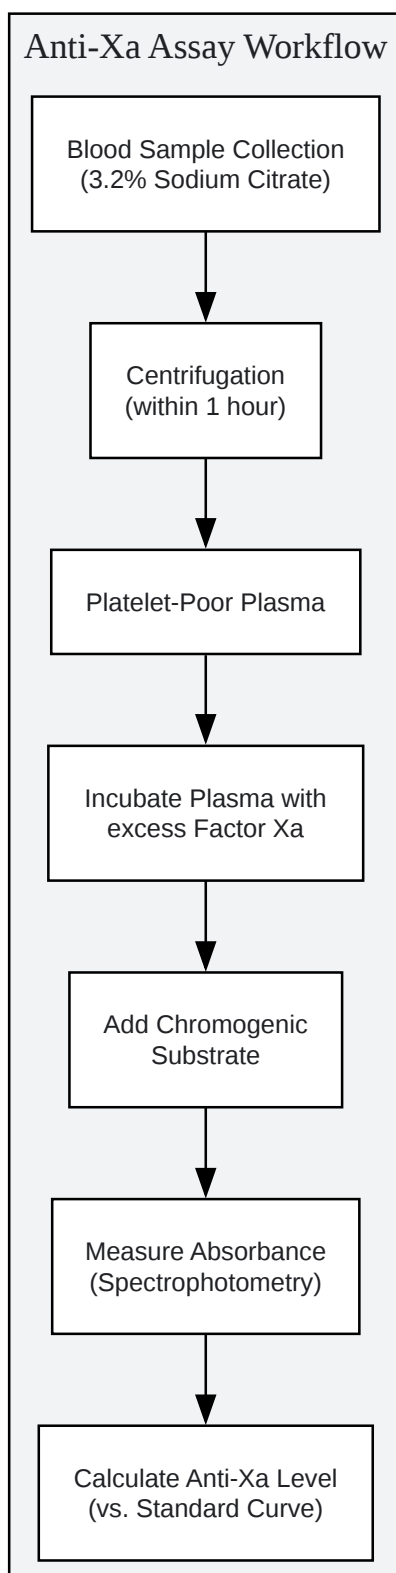 Anti-Xa Assay Workflow
Blood Sample Collection
(3.2% Sodium Citrate)
Centrifugation
(within 1 hour)
Platelet-Poor Plasma
Incubate Plasma with
excess Factor Xa
Add Chromogenic
Substrate
Measure Absorbance
(Spectrophotometry)
Calculate Anti-Xa Level
(vs. Standard Curve)